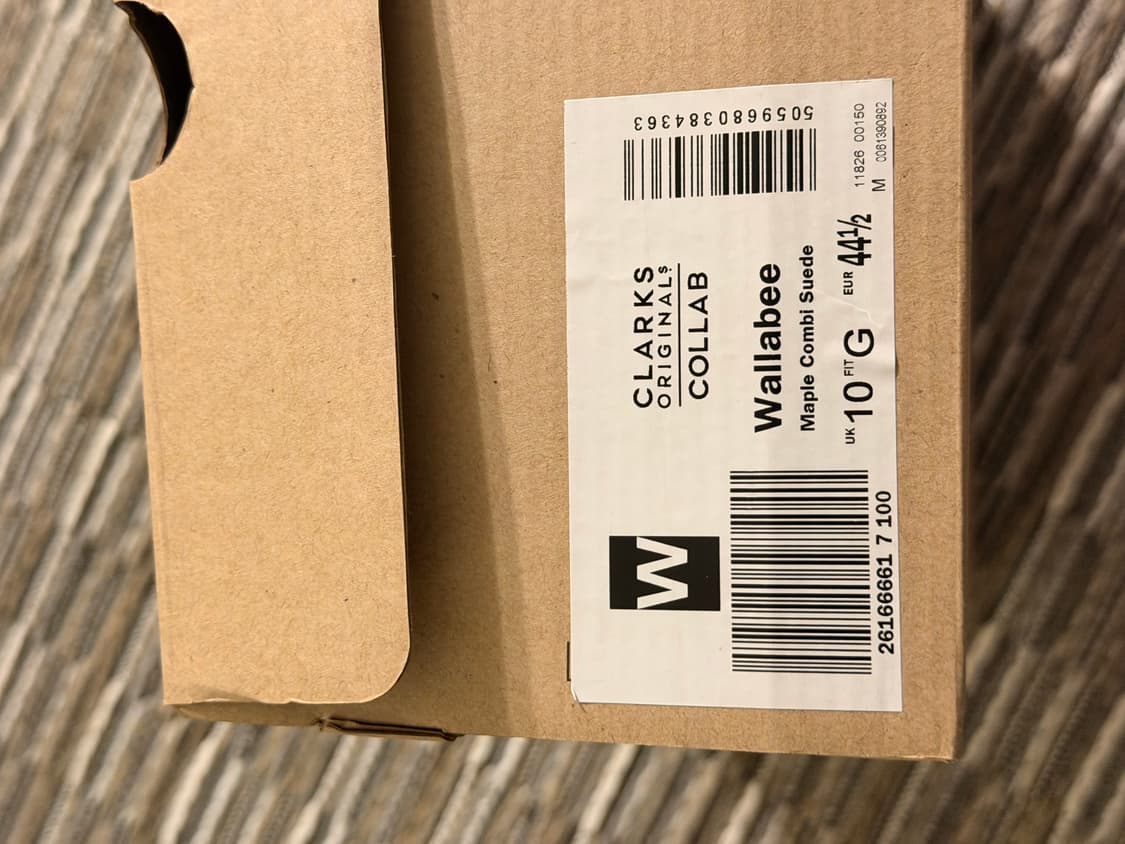 W
CLARKS
ORIGINALS
COLLAB
5059680384363
Wallabee
Maple Combi Suede
UK 10 FIT G EUR 44½
11826 00150
M 0061390892
26166661 7 100